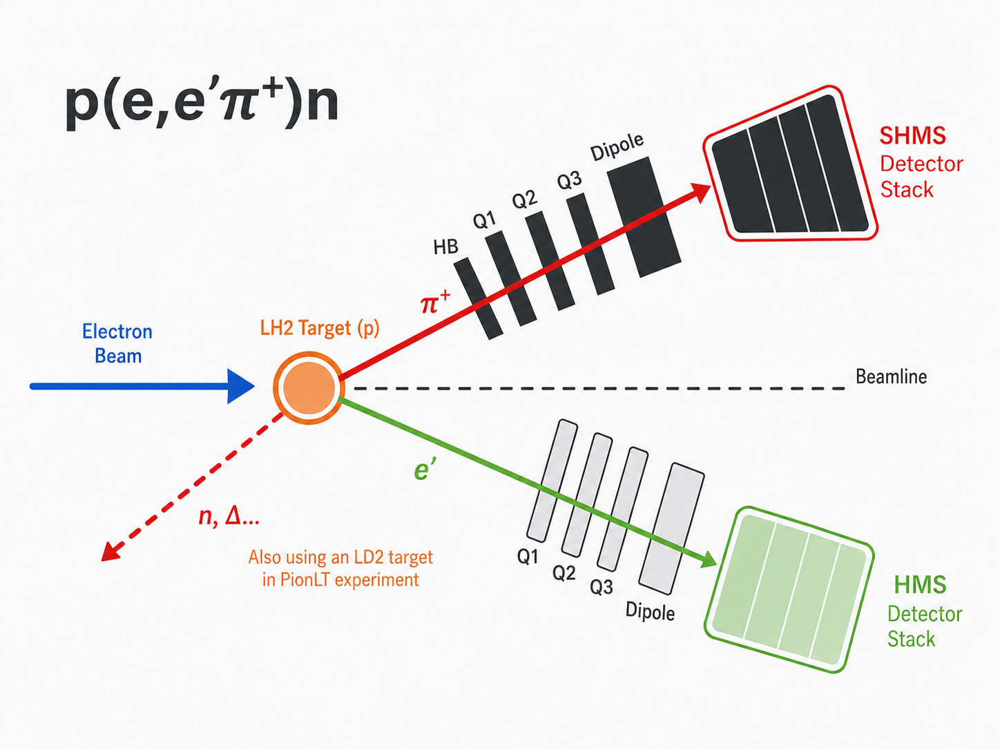 p(e,e′π⁺)n
Dipole
Q3
Q2
Q1
HB
SHMS
Detector
Stack
π⁺
Electron
Beam
LH2 Target (p)
Beamline
e′
n, Δ...
Also using an LD2 target
in PionLT experiment
Q1
Q2
Q3
Dipole
HMS
Detector
Stack